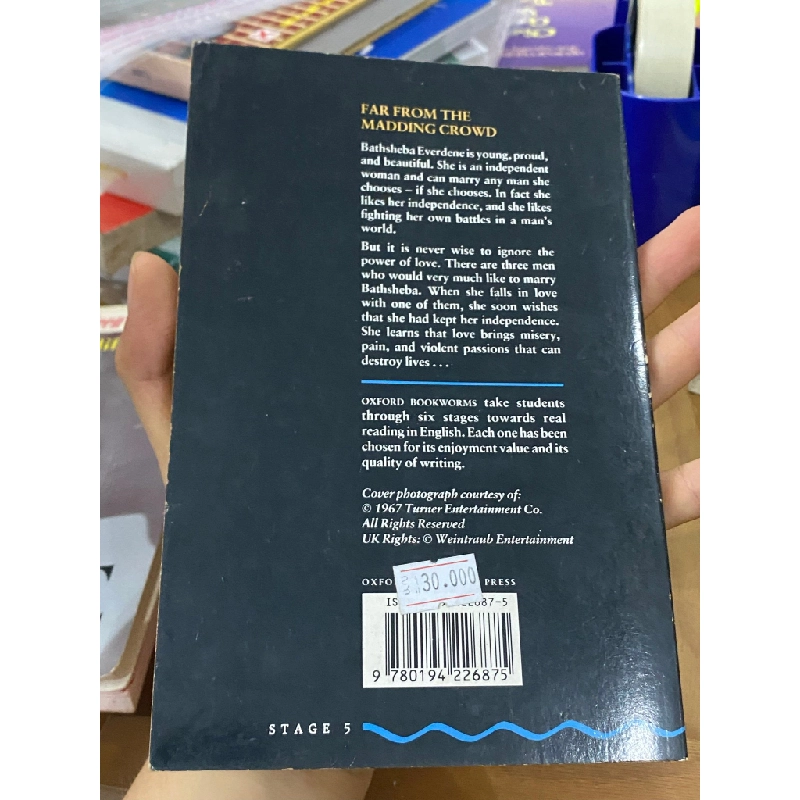 FAR FROM THE
MADDING CROWD
Bathsheba Everdene is young, proud,
and beautiful. She is an independent
woman and can marry any man she
chooses – if she chooses. In fact she
likes her independence, and she likes
fighting her own battles in a man's
world.
But it is never wise to ignore the
power of love. There are three men
who would very much like to marry
Bathsheba. When she falls in love
with one of them, she soon wishes
that she had kept her independence.
She learns that love brings misery,
pain, and violent passions that can
destroy lives . . .
OXFORD BOOKWORMS take students
through six stages towards real
reading in English. Each one has been
chosen for its enjoyment value and its
quality of writing.
Cover photograph courtesy of:
© 1967 Turner Entertainment Co.
All Rights Reserved
UK Rights: © Weintraub Entertainment
PRESS
30.000
9 780194 226875
STAGE 5